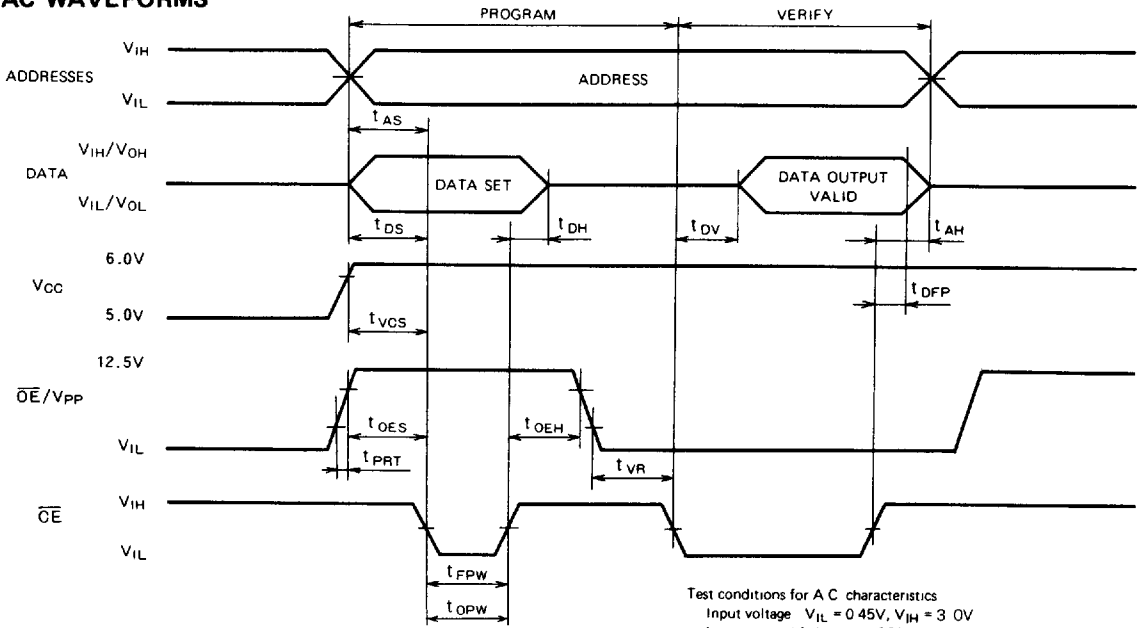 AC WAVEFORMS
PROGRAM
VERIFY
ADDRESSES
VIH
VIL
ADDRESS
tAS
DATA
VIH/VOH
VIL/VOL
DATA SET
DATA OUTPUT
VALID
tDS
tDH
tDV
tAH
tDFP
VCC
6.0V
5.0V
tVCS
OE/VPP
12.5V
VIL
tOES
tOEH
tPRT
tVR
CE
VIH
VIL
tFPW
tOPW
Test conditions for A C characteristics
Input voltage VIL = 0 45V, VIH = 3 0V